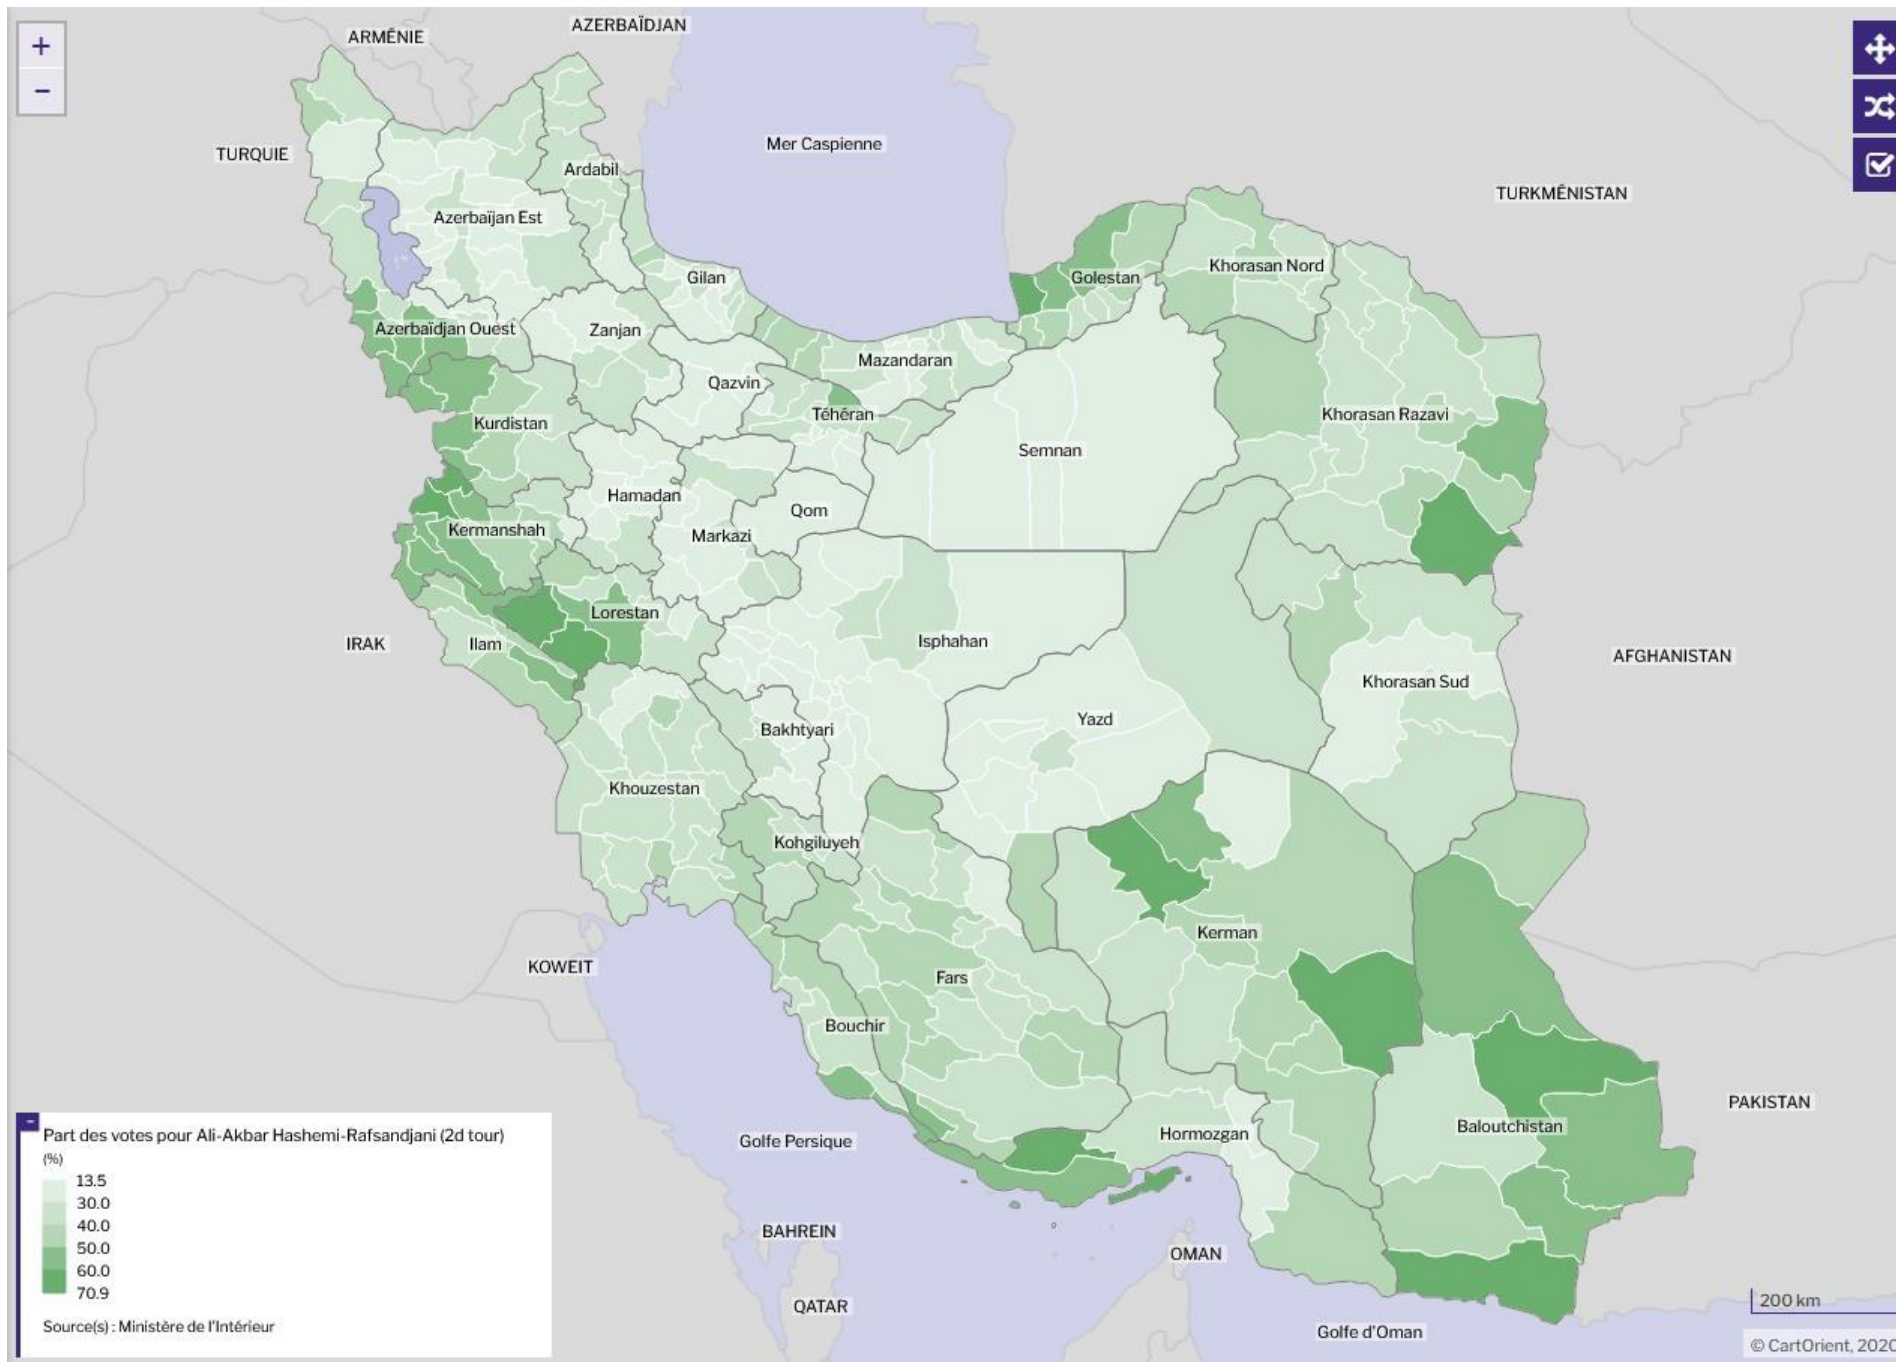 +
−
ARMÉNIE
AZERBAÏDJAN
TURQUIE
Mer Caspienne
TURKMÉNISTAN
Ardabil
Azerbaïjan Est
Gilan
Golestan
Khorasan Nord
Azerbaïdjan Ouest
Zanjan
Mazandaran
Qazvin
Téhéran
Khorasan Razavi
Kurdistan
Semnan
Hamadan
Qom
Kermanshah
Markazi
Lorestan
Isphahan
IRAK
Ilam
AFGHANISTAN
Khorasan Sud
Yazd
Bakhtyari
Khouzestan
Kohgiluyeh
Kerman
KOWEIT
Fars
Bouchir
PAKISTAN
Baloutchistan
Hormozgan
Golfe Persique
BAHREIN
OMAN
QATAR
Golfe d'Oman
-
Part des votes pour Ali-Akbar Hashemi-Rafsandjani (2d tour)
(%)
13.5
30.0
40.0
50.0
60.0
70.9
Source(s) : Ministère de l'Intérieur
200 km
© CartOrient, 2020